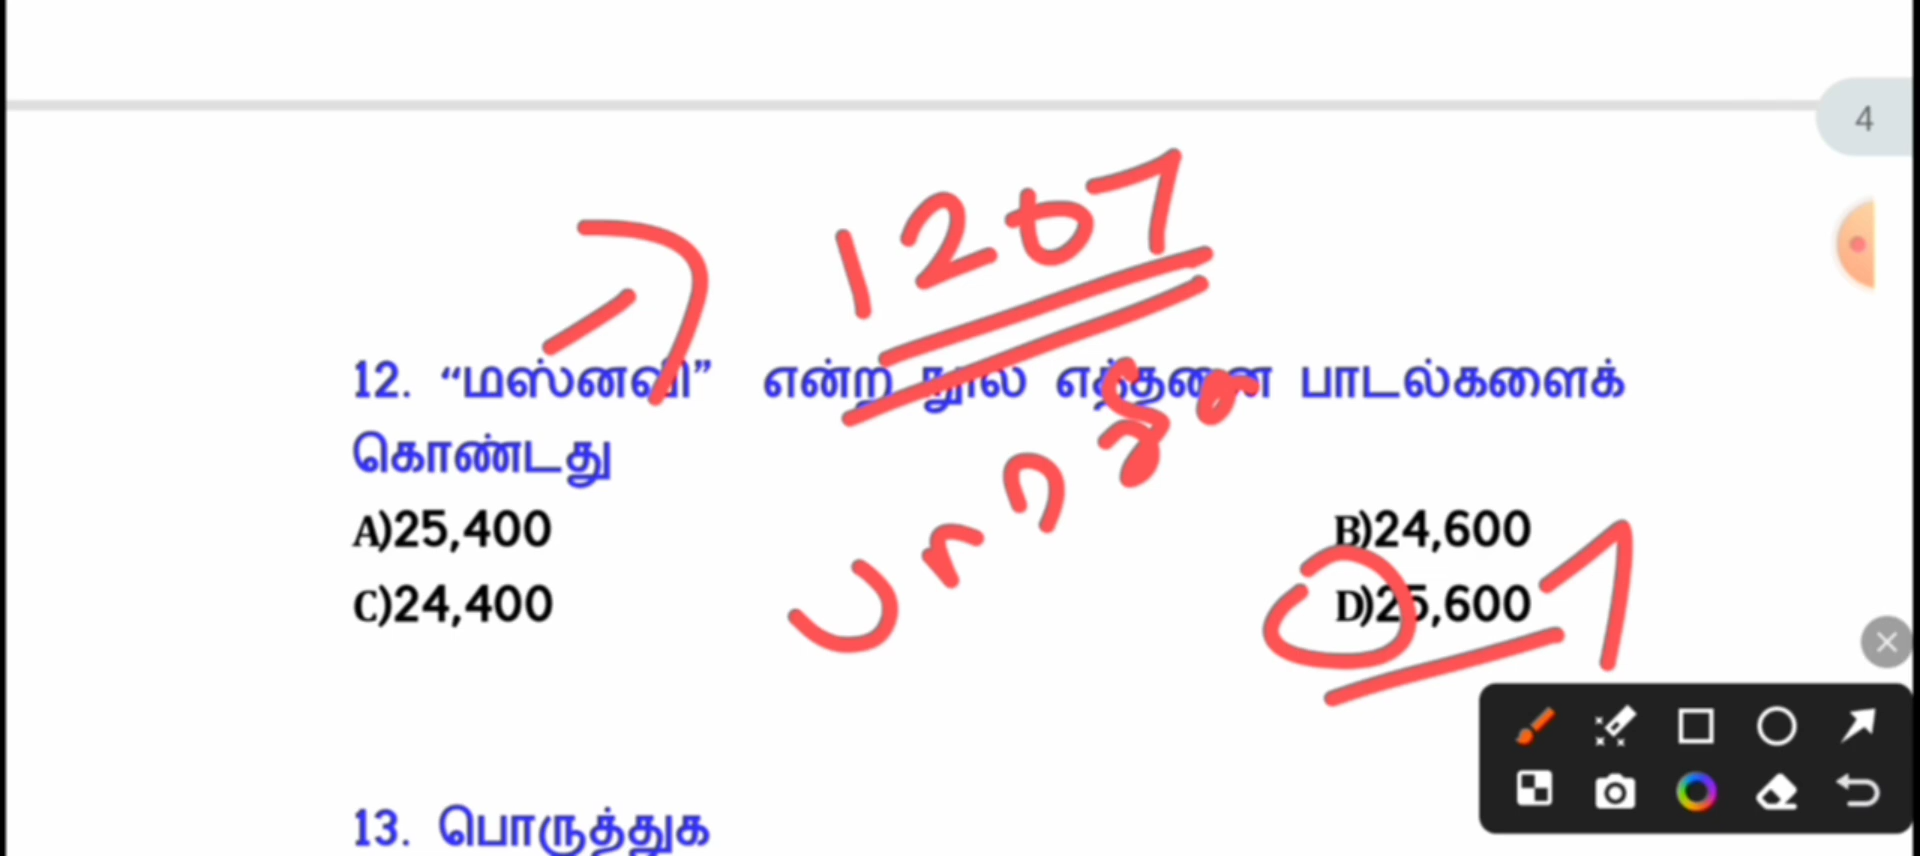 4
1207
12. “மஸ்னவி” என்ற நூல் எத்தனை பாடல்களைக்
கொண்டது
A)25,400 B)24,600
C)24,400 D)25,600
13. பொருத்துக